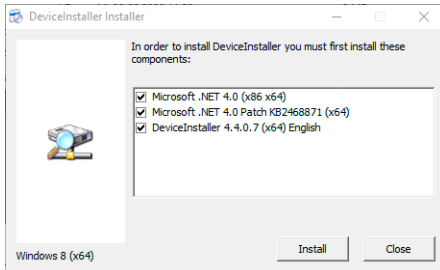 DeviceInstaller Installer
In order to install DeviceInstaller you must first install these
components:
Microsoft .NET 4.0 (x86 x64)
Microsoft .NET 4.0 Patch KB2468871 (x64)
DeviceInstaller 4.4.0.7 (x64) English
Windows 8 (x64)
Install
Close